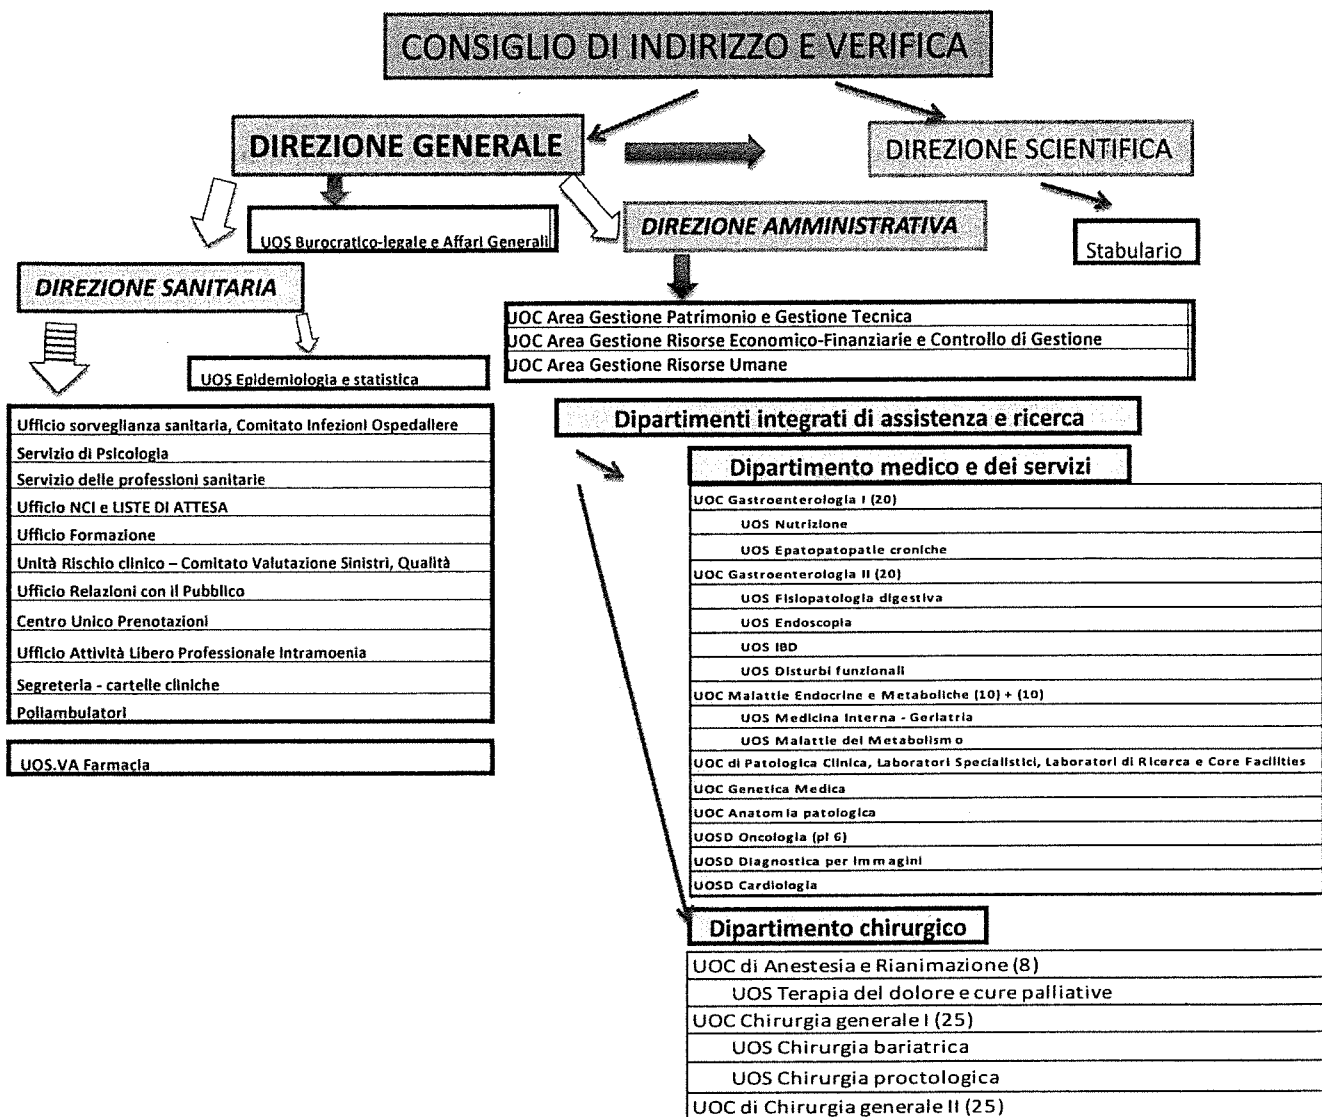 CONSIGLIO DI INDIRIZZO E VERIFICA
DIREZIONE GENERALE
DIREZIONE SCIENTIFICA
UOS Burocratico-legale e Affari Generali
DIREZIONE AMMINISTRATIVA
Stabulario
DIREZIONE SANITARIA
UOC Area Gestione Patrimonio e Gestione Tecnica
UOC Area Gestione Risorse Economico-Finanziarie e Controllo di Gestione
UOC Area Gestione Risorse Umane
UOS Epidemiologia e statistica
Ufficio sorveglianza sanitaria, Comitato Infezioni Ospedaliere
Servizio di Psicologia
Servizio delle professioni sanitarie
Ufficio NCI e LISTE DI ATTESA
Ufficio Formazione
Unità Rischio clinico – Comitato Valutazione Sinistri, Qualità
Ufficio Relazioni con il Pubblico
Centro Unico Prenotazioni
Ufficio Attività Libero Professionale Intramoenia
Segreteria - cartelle cliniche
Poliambulatori
UOS.VA Farmacia
Dipartimenti integrati di assistenza e ricerca
Dipartimento medico e dei servizi
UOC Gastroenterologia I (20)
UOS Nutrizione
UOS Epatopatopatie croniche
UOC Gastroenterologia II (20)
UOS Fisiopatologia digestiva
UOS Endoscopia
UOS IBD
UOS Disturbi funzionali
UOC Malattie Endocrine e Metaboliche (10) + (10)
UOS Medicina Interna - Geriatria
UOS Malattie del Metabolismo
UOC di Patologica Clinica, Laboratori Specialistici, Laboratori di Ricerca e Core Facilities
UOC Genetica Medica
UOC Anatomia patologica
UOSD Oncologia (pl 6)
UOSD Diagnostica per immagini
UOSD Cardiologia
Dipartimento chirurgico
UOC di Anestesia e Rianimazione (8)
UOS Terapia del dolore e cure palliative
UOC Chirurgia generale I (25)
UOS Chirurgia bariatrica
UOS Chirurgia proctologica
UOC di Chirurgia generale II (25)